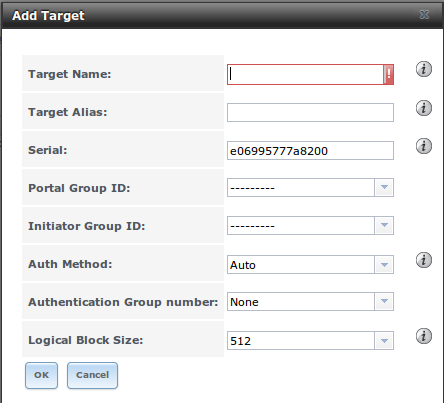 Add Target
Target Name:
Target Alias:
Serial: e06995777a8200
Portal Group ID: ---------
Initiator Group ID: ---------
Auth Method: Auto
Authentication Group number: None
Logical Block Size: 512
OK Cancel